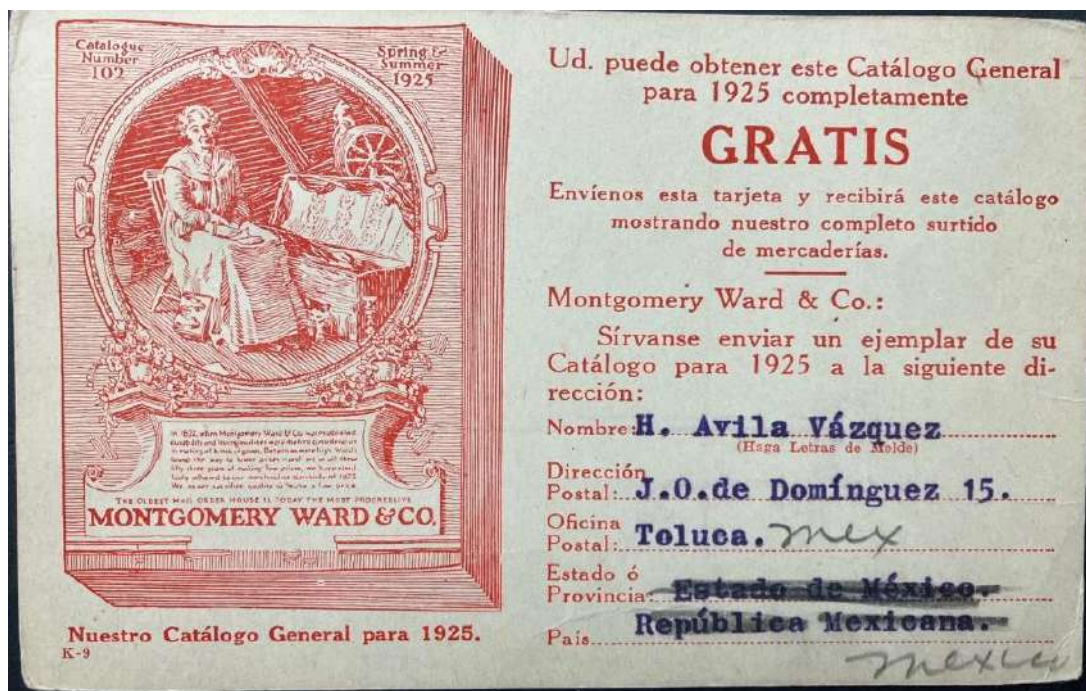 Catalogue
Number
102
Spring &
Summer
1925
THE OLDEST MAIL ORDER HOUSE IS TODAY THE MOST PROGRESSIVE
MONTGOMERY WARD & CO.
Nuestro Catálogo General para 1925.
K-9
Ud. puede obtener este Catálogo General
para 1925 completamente
GRATIS
Envíenos esta tarjeta y recibirá este catálogo
mostrando nuestro completo surtido
de mercaderías.
Montgomery Ward & Co.:
Sírvanse enviar un ejemplar de su
Catálogo para 1925 a la siguiente di-
rección:
Nombre: H. Avila Vázquez
(Haga Letras de Molde)
Dirección
Postal: J.O.de Domínguez 15.
Oficina
Postal: Toluca. Mex
Estado ó
Provincia: Estado de México.
País República Mexicana.
Mexico